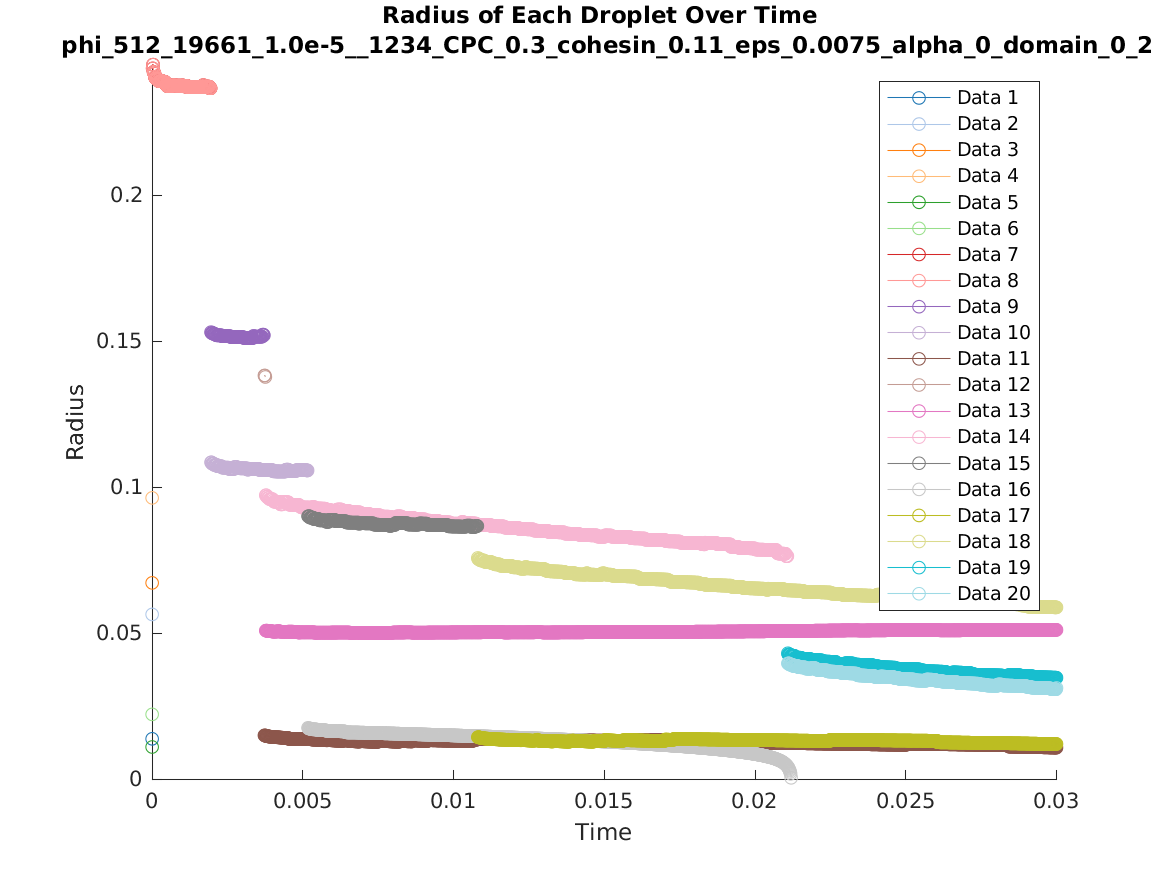 Radius of Each Droplet Over Time
phi_512_19661_1.0e-5__1234_CPC_0.3_cohesin_0.11_eps_0.0075_alpha_0_domain_0_2
Data 1
Data 2
Data 3
Data 4
Data 5
Data 6
Data 7
Data 8
Data 9
Data 10
Data 11
Data 12
Data 13
Data 14
Data 15
Data 16
Data 17
Data 18
Data 19
Data 20
Radius
0.2
0.15
0.1
0.05
0
0 0.005 0.01 0.015 0.02 0.025 0.03
Time